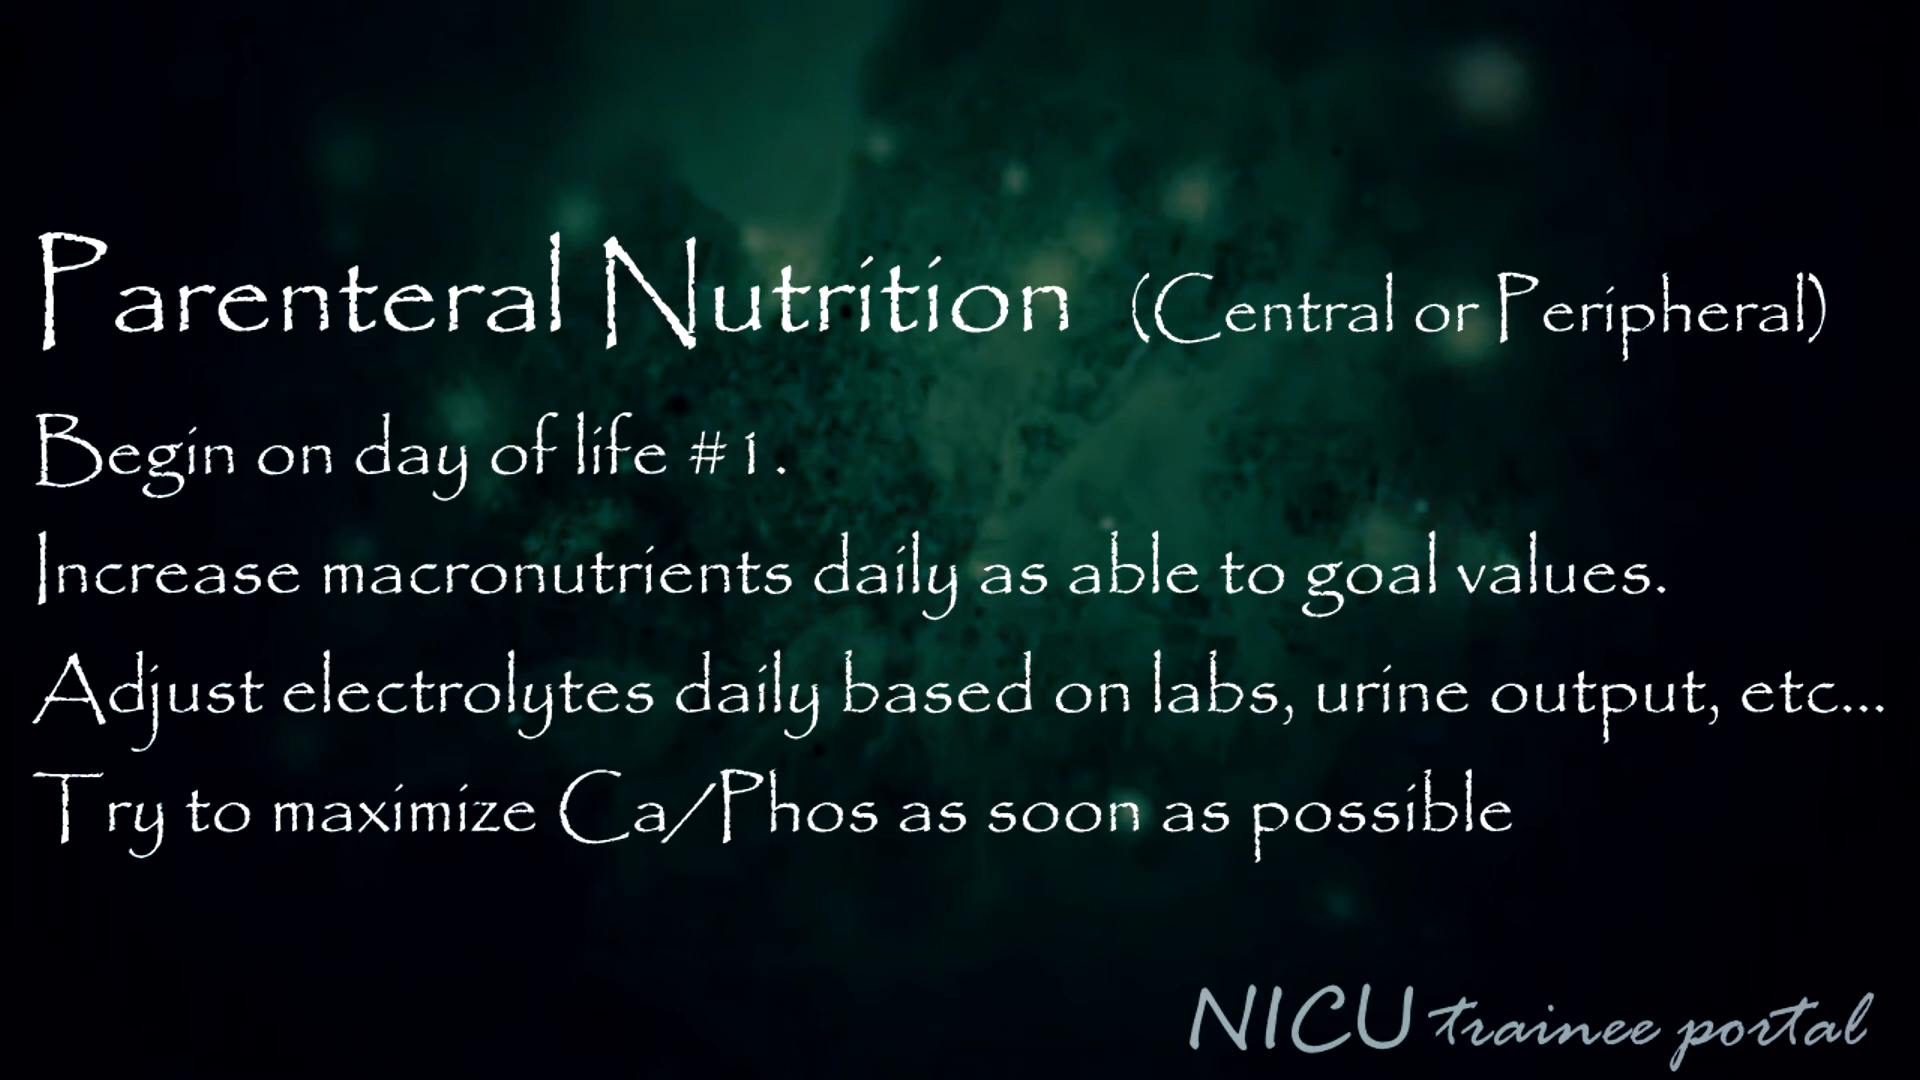 Parenteral Nutrition (Central or Peripheral)
Begin on day of life #1.
Increase macronutrients daily as able to goal values.
Adjust electrolytes daily based on labs, urine output, etc...
Try to maximize Ca/Phos as soon as possible
NICU trainee portal